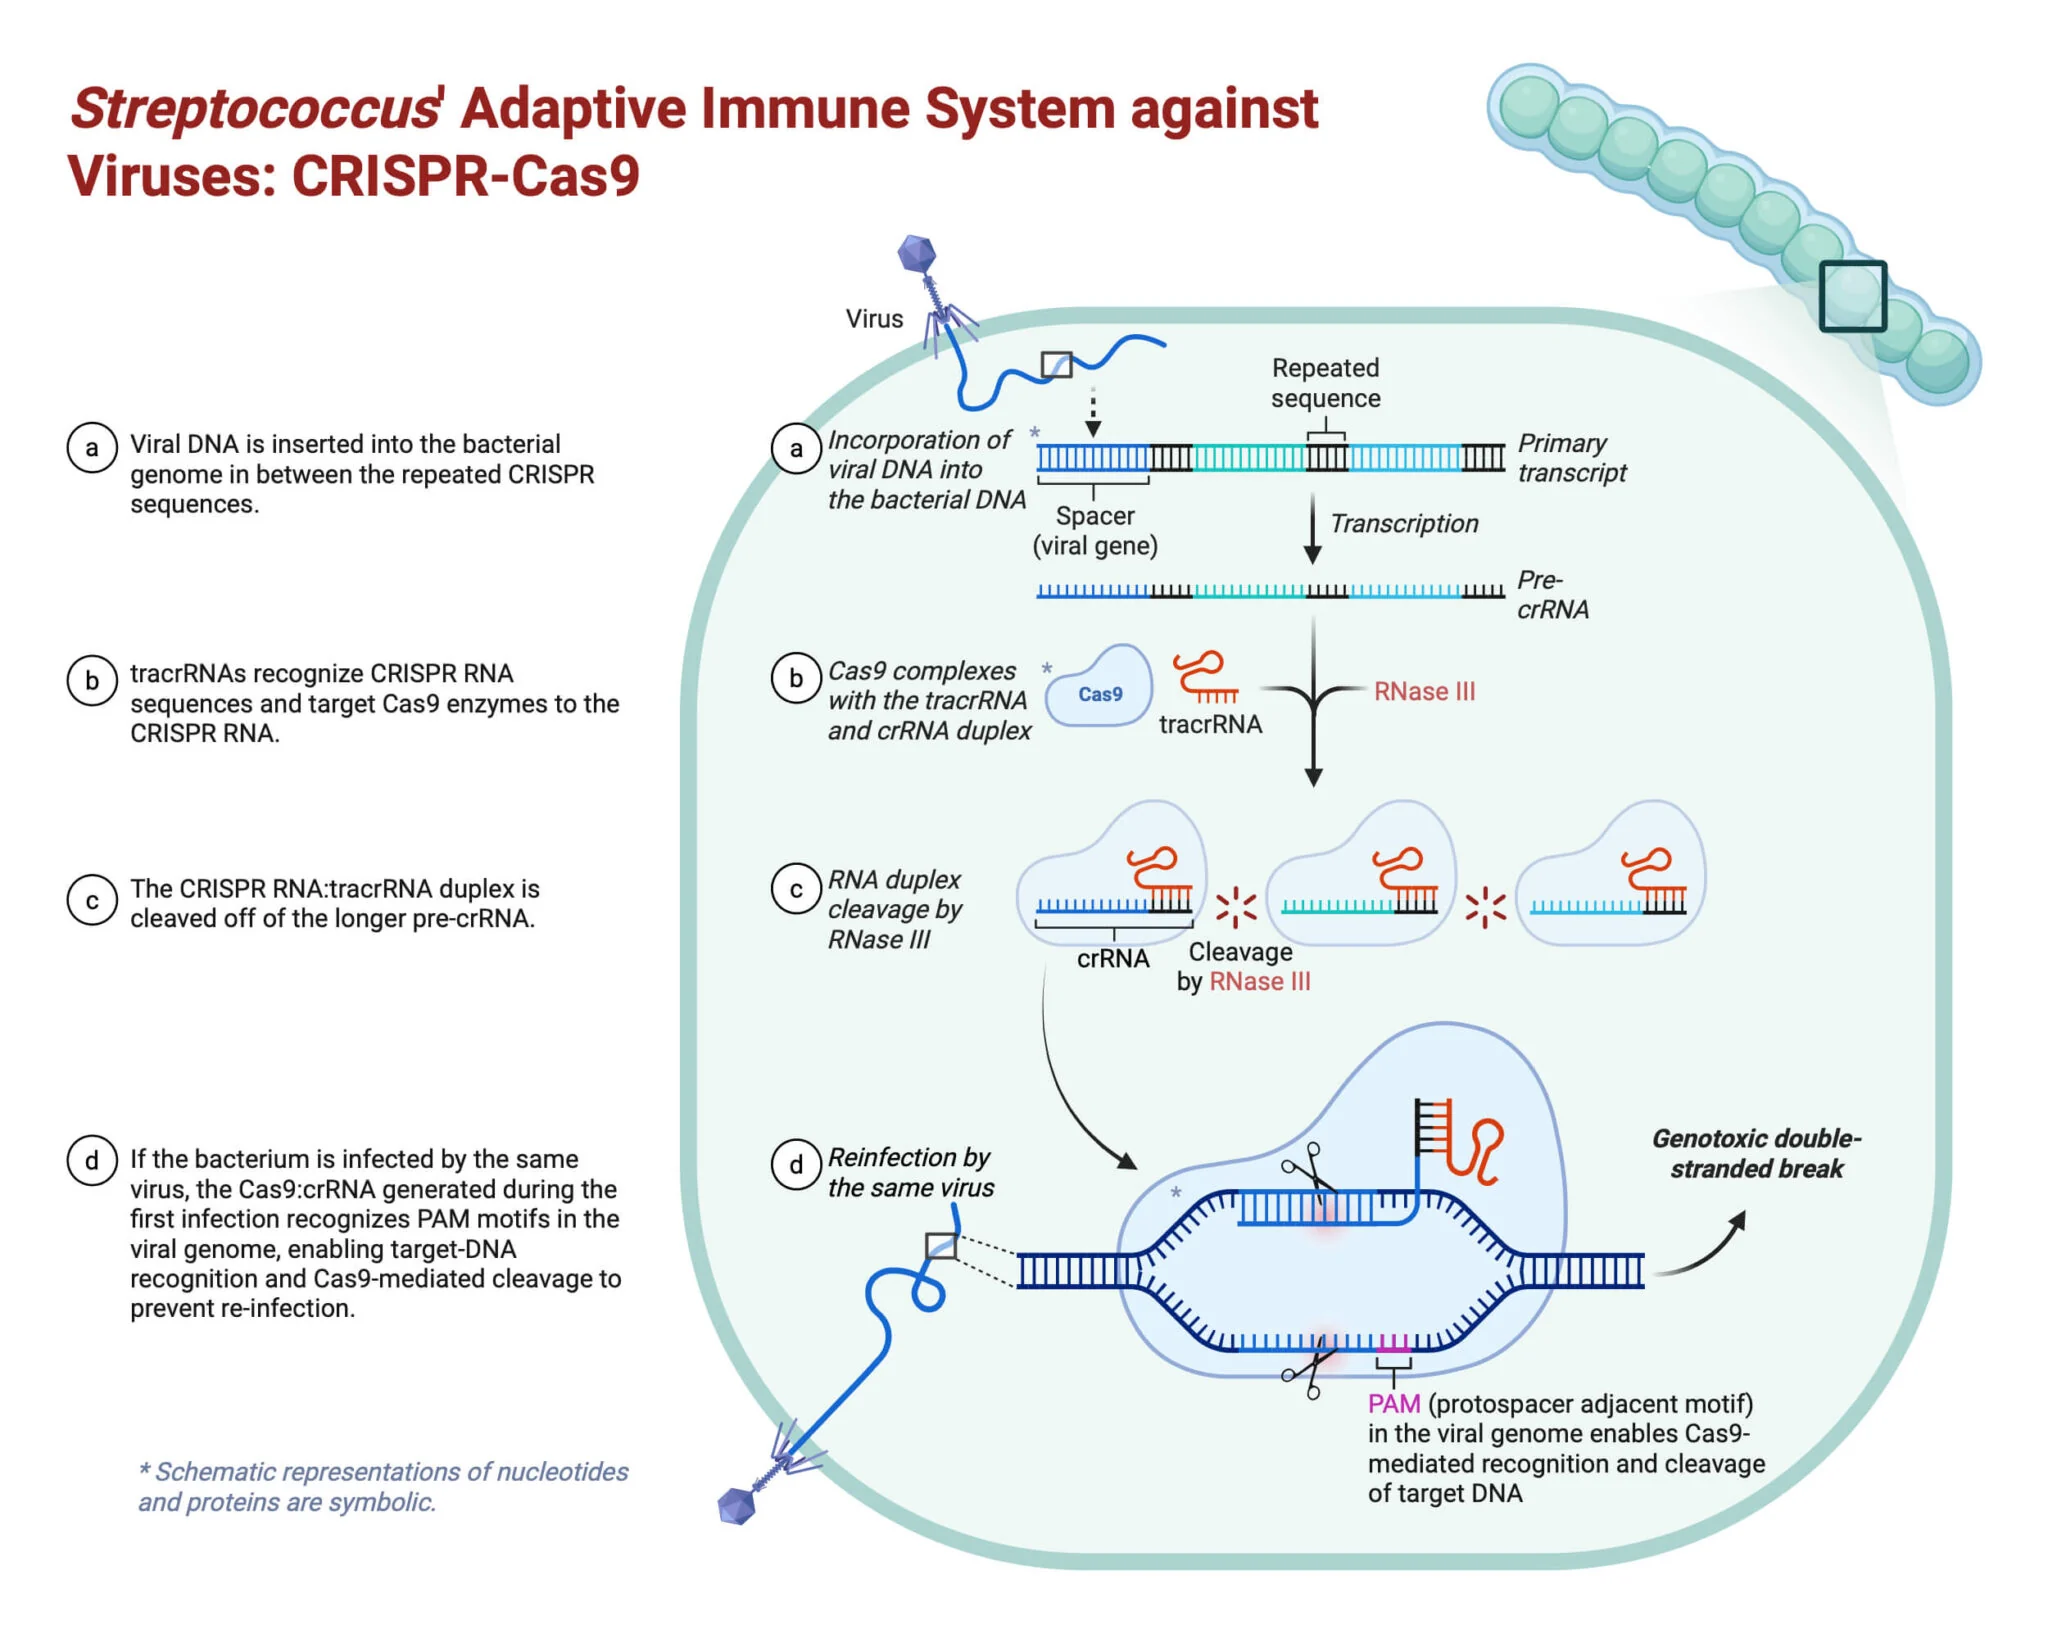 Streptococcus' Adaptive Immune System against
Viruses: CRISPR-Cas9
a
Viral DNA is inserted into the bacterial
genome in between the repeated CRISPR
sequences.
b
tracrRNAs recognize CRISPR RNA
sequences and target Cas9 enzymes to the
CRISPR RNA.
c
The CRISPR RNA:tracrRNA duplex is
cleaved off of the longer pre-crRNA.
d
If the bacterium is infected by the same
virus, the Cas9:crRNA generated during the
first infection recognizes PAM motifs in the
viral genome, enabling target-DNA
recognition and Cas9-mediated cleavage to
prevent re-infection.
* Schematic representations of nucleotides
and proteins are symbolic.
Virus
Repeated
sequence
a
Incorporation of
viral DNA into
the bacterial DNA
*
Primary
transcript
Spacer
(viral gene)
Transcription
Pre-
crRNA
b
Cas9 complexes
with the tracrRNA
and crRNA duplex
*
Cas9
tracrRNA
RNase III
c
RNA duplex
cleavage by
RNase III
crRNA
Cleavage
by RNase III
d
Reinfection by
the same virus
*
Genotoxic double-
stranded break
PAM (protospacer adjacent motif)
in the viral genome enables Cas9-
mediated recognition and cleavage
of target DNA